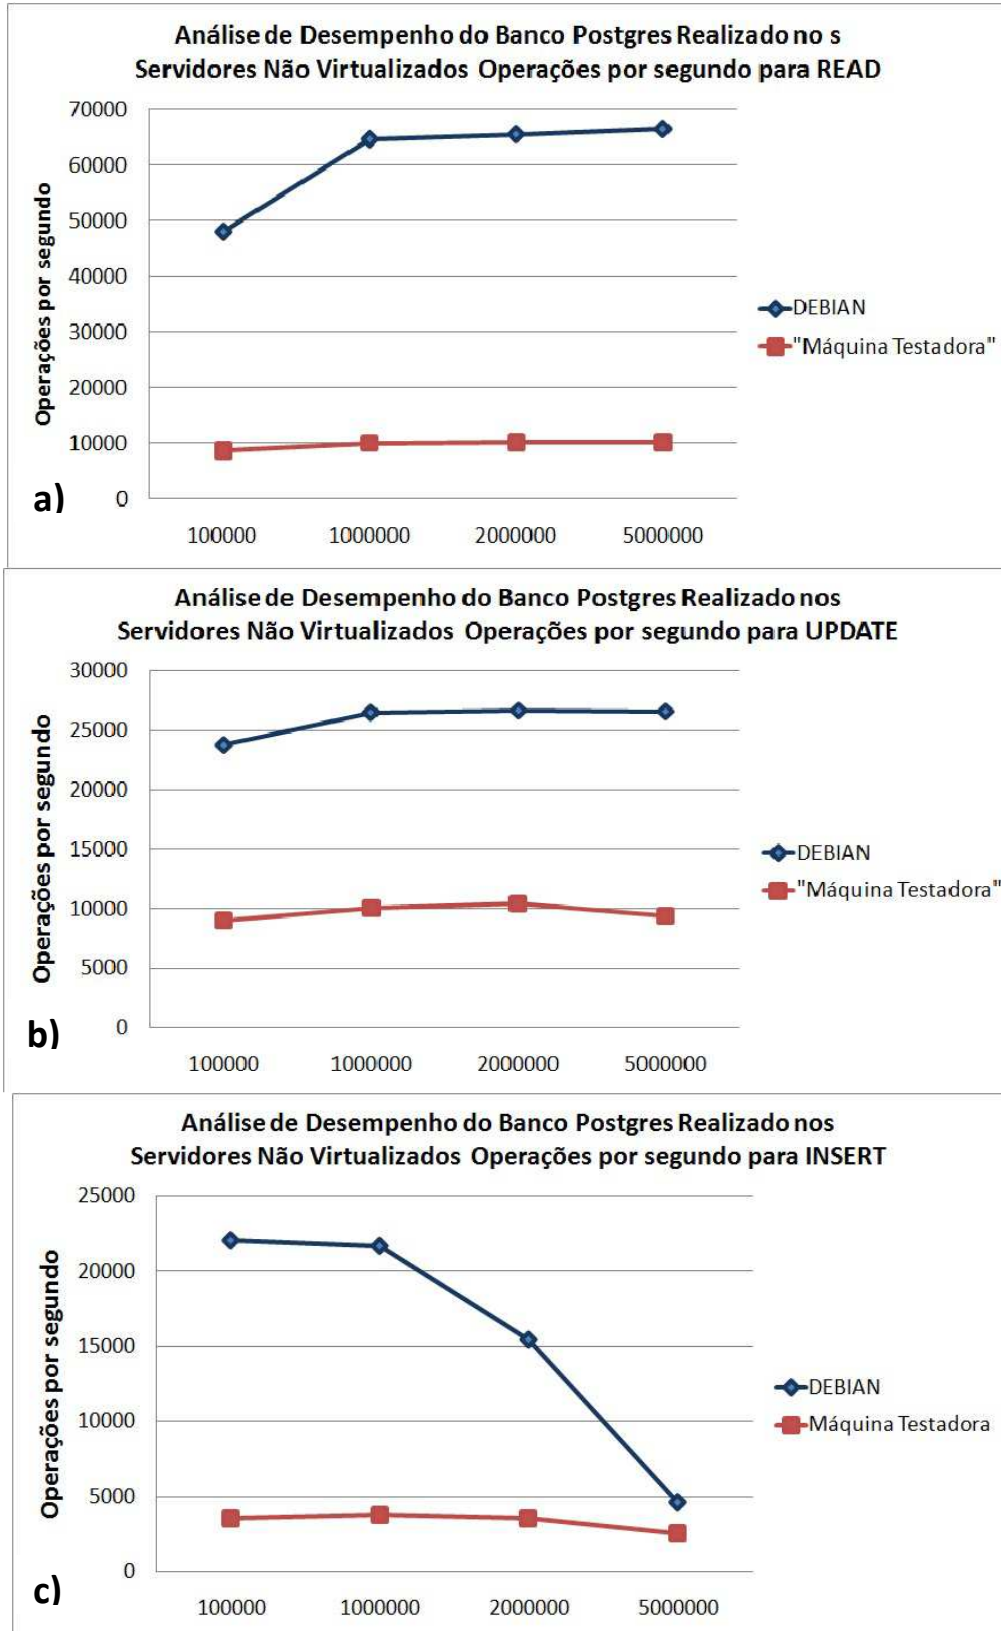 Análise de Desempenho do Banco Postgres Realizado no s
Servidores Não Virtualizados Operações por segundo para READ
Operações por segundo
70000
60000
50000
40000
30000
20000
10000
0
100000 1000000 2000000 5000000
DEBIAN
"Máquina Testadora"
a)
Análise de Desempenho do Banco Postgres Realizado nos
Servidores Não Virtualizados Operações por segundo para UPDATE
Operações por segundo
30000
25000
20000
15000
10000
5000
0
100000 1000000 2000000 5000000
DEBIAN
"Máquina Testadora"
b)
Análise de Desempenho do Banco Postgres Realizado nos
Servidores Não Virtualizados Operações por segundo para INSERT
Operações por segundo
25000
20000
15000
10000
5000
0
100000 1000000 2000000 5000000
DEBIAN
Máquina Testadora
c)